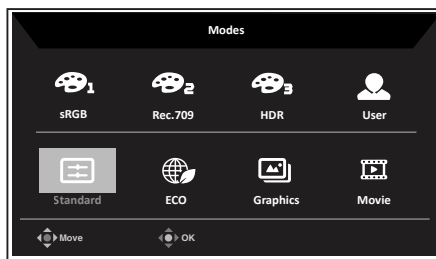 Modes
1 2 3
sRGB Rec.709 HDR User
Standard ECO Graphics Movie
Move OK